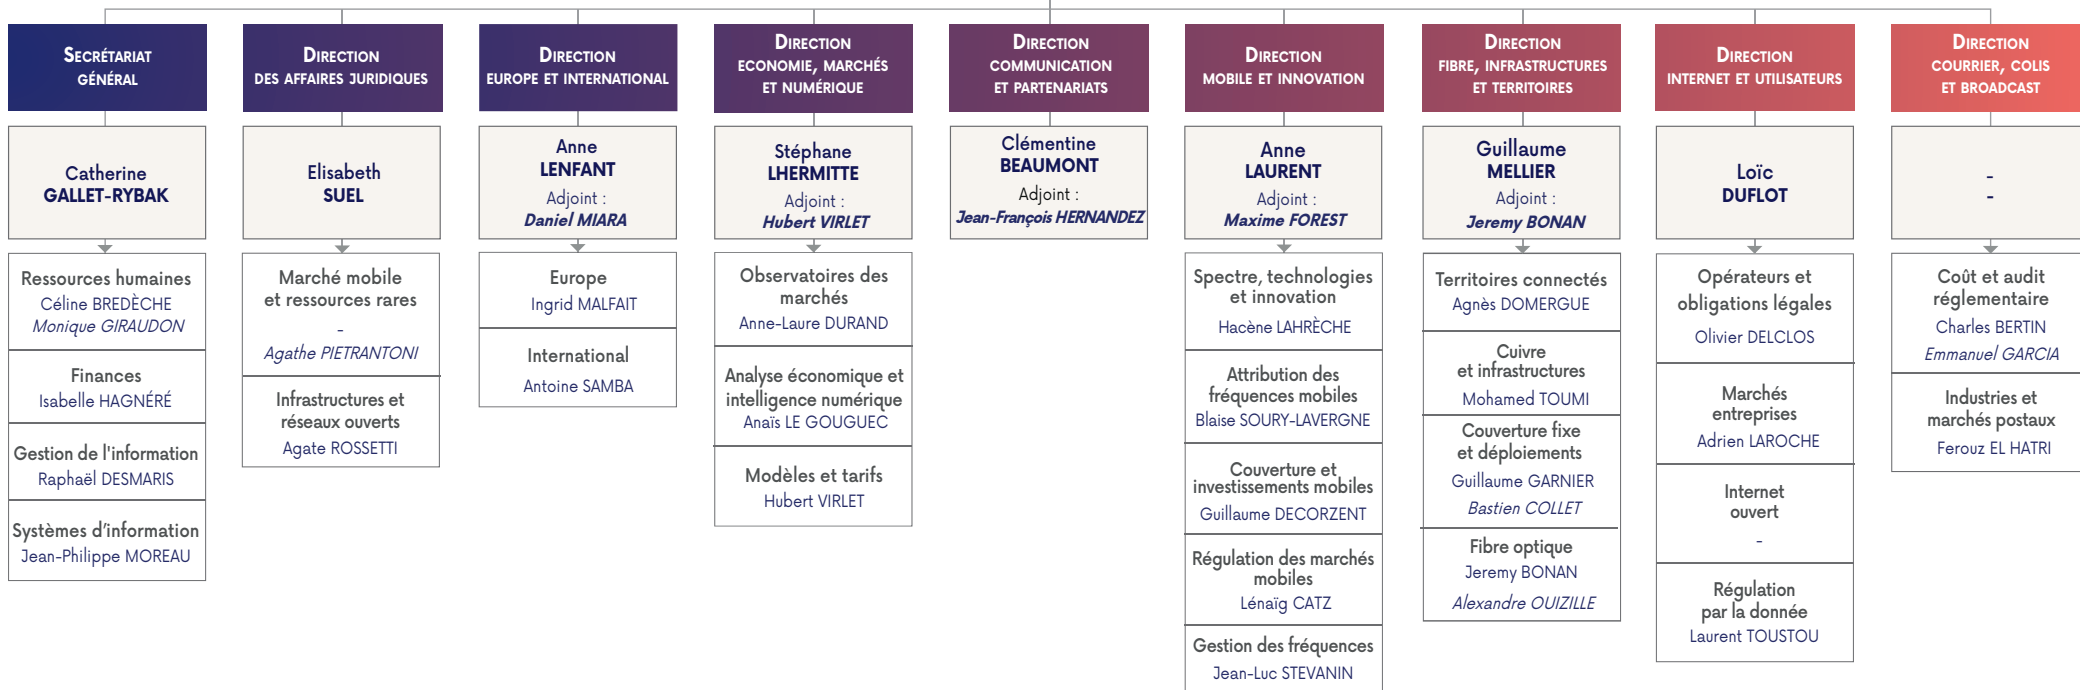 Secrétariat
général
Catherine
GALLET-RYBAK
Ressources humaines
Céline BREDÈCHE
Monique GIRAUDON
Finances
Isabelle HAGNÉRÉ
Gestion de l'information
Raphaël DESMARIS
Systèmes d’information
Jean-Philippe MOREAU
Direction
des affaires juridiques
Elisabeth
SUEL
Marché mobile
et ressources rares
-
Agathe PIETRANTONI
Infrastructures et
réseaux ouverts
Agate ROSSETTI
Direction
Europe et international
Anne
LENFANT
Adjoint :
Daniel MIARA
Europe
Ingrid MALFAIT
International
Antoine SAMBA
Direction
economie, marchés
et numérique
Stéphane
LHERMITTE
Adjoint :
Hubert VIRLET
Observatoires des
marchés
Anne-Laure DURAND
Analyse économique et
intelligence numérique
Anaïs LE GOUGUEC
Modèles et tarifs
Hubert VIRLET
Direction
communication
et partenariats
Clémentine
BEAUMONT
Adjoint :
Jean-François HERNANDEZ
Direction
mobile et innovation
Anne
LAURENT
Adjoint :
Maxime FOREST
Spectre, technologies
et innovation
Hacène LAHRÈCHE
Attribution des
fréquences mobiles
Blaise SOURY-LAVERGNE
Couverture et
investissements mobiles
Guillaume DECORZENT
Régulation des marchés
mobiles
Lénaïg CATZ
Gestion des fréquences
Jean-Luc STEVANIN
Direction
fibre, infrastructures
et territoires
Guillaume
MELLIER
Adjoint :
Jeremy BONAN
Territoires connectés
Agnès DOMERGUE
Cuivre
et infrastructures
Mohamed TOUMI
Couverture fixe
et déploiements
Guillaume GARNIER
Bastien COLLET
Fibre optique
Jeremy BONAN
Alexandre OUIZILLE
Direction
internet et utilisateurs
Loïc
DUFLOT
Opérateurs et
obligations légales
Olivier DELCLOS
Marchés
entreprises
Adrien LAROCHE
Internet
ouvert
-
Régulation
par la donnée
Laurent TOUSTOU
Direction
courrier, colis
et broadcast
-
-
Coût et audit
réglementaire
Charles BERTIN
Emmanuel GARCIA
Industries et
marchés postaux
Ferouz EL HATRI